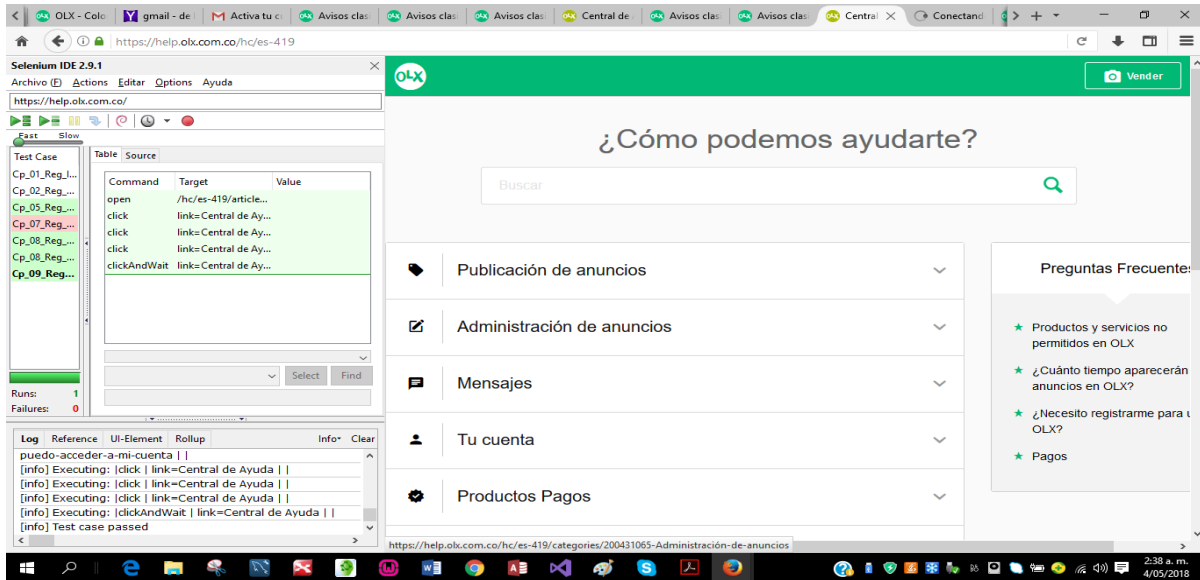 OLX - Colo
gmail - de l
Activa tu c
Avisos clas
Avisos clas
Avisos clas
Central de
Avisos clas
Avisos clas
Central
Conectand
https://help.olx.com.co/hc/es-419
Selenium IDE 2.9.1
Archivo (F) Actions Editar Options Ayuda
https://help.olx.com.co/
Fast Slow
Test Case
Cp_01_Reg_I...
Cp_02_Reg_...
Cp_05_Reg_...
Cp_07_Reg_...
Cp_08_Reg_...
Cp_08_Reg_...
Cp_09_Reg...
Runs: 1
Failures: 0
Table Source
Command Target Value
open /hc/es-419/article...
click link=Central de Ay...
click link=Central de Ay...
click link=Central de Ay...
clickAndWait link=Central de Ay...
Select Find
Log Reference UI-Element Rollup Info Clear
puedo-acceder-a-mi-cuenta | |
[info] Executing: |click | link=Central de Ayuda | |
[info] Executing: |click | link=Central de Ayuda | |
[info] Executing: |click | link=Central de Ayuda | |
[info] Executing: |clickAndWait | link=Central de Ayuda | |
[info] Test case passed
OLX
Vender
¿Cómo podemos ayudarte?
Buscar
Publicación de anuncios
Administración de anuncios
Mensajes
Tu cuenta
Productos Pagos
Preguntas Frecuentes
Productos y servicios no
permitidos en OLX
¿Cuánto tiempo aparecerán
anuncios en OLX?
¿Necesito registrarme para u
OLX?
Pagos
https://help.olx.com.co/hc/es-419/categories/200431065-Administración-de-anuncios
2:38 a. m.
4/05/2018